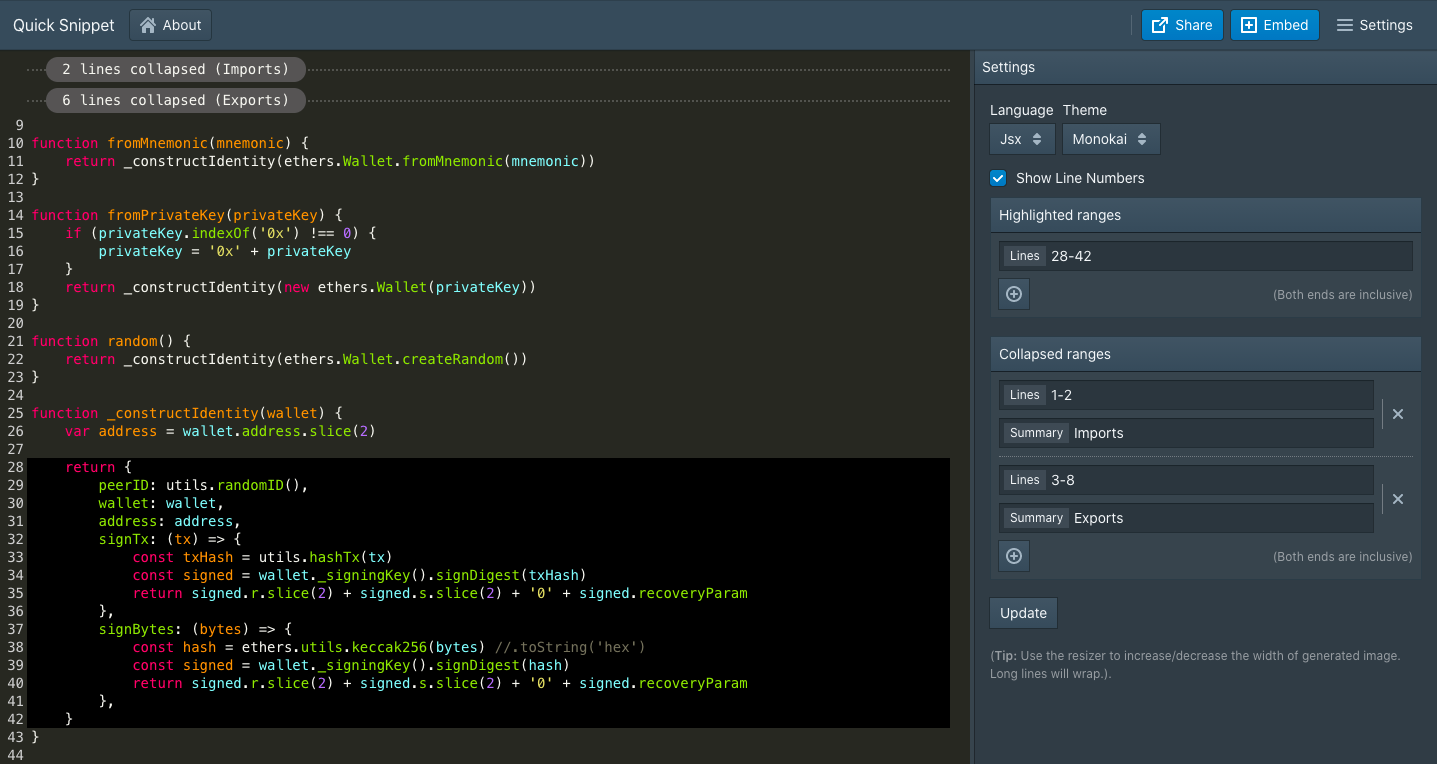 Quick Snippet
About
Share
Embed
Settings
2 lines collapsed (Imports)
6 lines collapsed (Exports)
9
10 function fromMnemonic(mnemonic) {
11     return _constructIdentity(ethers.Wallet.fromMnemonic(mnemonic))
12 }
13
14 function fromPrivateKey(privateKey) {
15     if (privateKey.indexOf('0x') !== 0) {
16         privateKey = '0x' + privateKey
17     }
18     return _constructIdentity(new ethers.Wallet(privateKey))
19 }
20
21 function random() {
22     return _constructIdentity(ethers.Wallet.createRandom())
23 }
24
25 function _constructIdentity(wallet) {
26     var address = wallet.address.slice(2)
27
28     return {
29         peerID: utils.randomID(),
30         wallet: wallet,
31         address: address,
32         signTx: (tx) => {
33             const txHash = utils.hashTx(tx)
34             const signed = wallet._signingKey().signDigest(txHash)
35             return signed.r.slice(2) + signed.s.slice(2) + '0' + signed.recoveryParam
36         },
37         signBytes: (bytes) => {
38             const hash = ethers.utils.keccak256(bytes) //.toString('hex')
39             const signed = wallet._signingKey().signDigest(hash)
40             return signed.r.slice(2) + signed.s.slice(2) + '0' + signed.recoveryParam
41         },
42     }
43 }
44
Settings
Language Theme
Jsx Monokai
Show Line Numbers
Highlighted ranges
Lines 28-42
(Both ends are inclusive)
Collapsed ranges
Lines 1-2
Summary Imports
Lines 3-8
Summary Exports
(Both ends are inclusive)
Update
(Tip: Use the resizer to increase/decrease the width of generated image.
Long lines will wrap.).